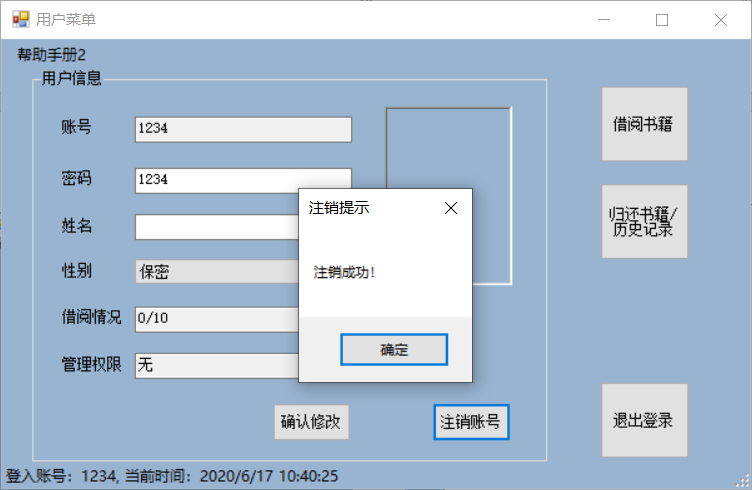 用户菜单
帮助手册2
用户信息
账号 1234
密码 1234
姓名
性别 保密
借阅情况 0/10
管理权限 无
确认修改
注销账号
注销提示
注销成功!
确定
借阅书籍
归还书籍/
历史记录
退出登录
登入账号: 1234, 当前时间: 2020/6/17 10:40:25